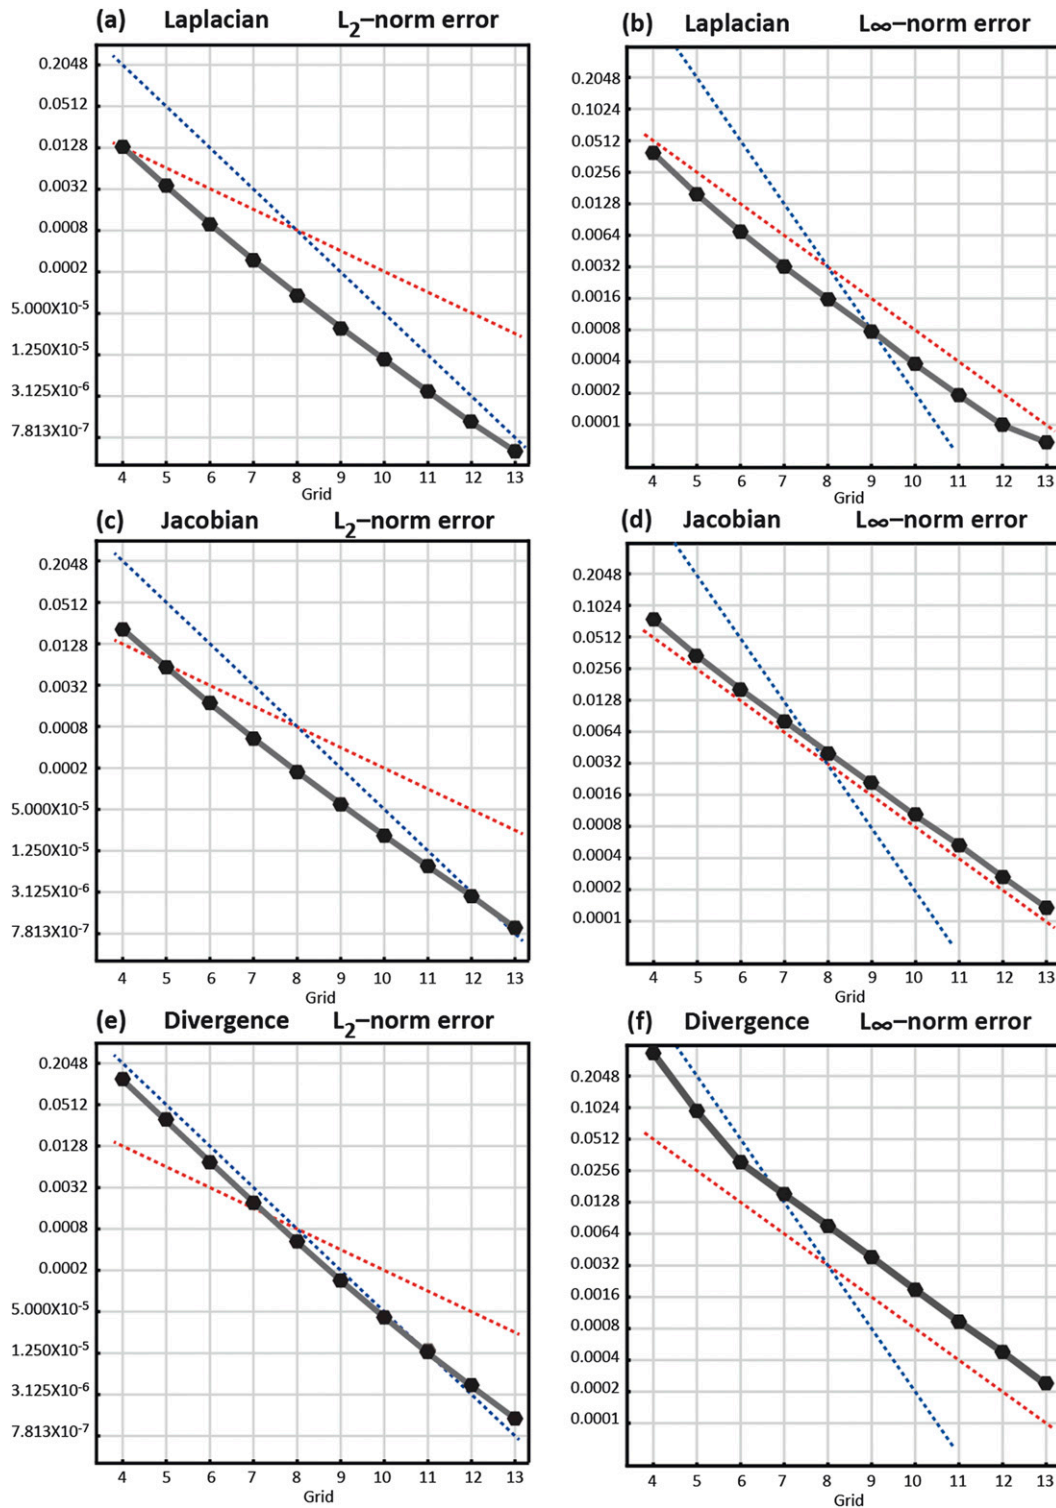 (a) Laplacian L2–norm error
0.2048
0.0512
0.0128
0.0032
0.0008
0.0002
5.000X10-5
1.250X10-5
3.125X10-6
7.813X10-7
4 5 6 7 8 9 10 11 12 13
Grid
(b) Laplacian L∞–norm error
0.2048
0.1024
0.0512
0.0256
0.0128
0.0064
0.0032
0.0016
0.0008
0.0004
0.0002
0.0001
4 5 6 7 8 9 10 11 12 13
Grid
(c) Jacobian L2–norm error
0.2048
0.0512
0.0128
0.0032
0.0008
0.0002
5.000X10-5
1.250X10-5
3.125X10-6
7.813X10-7
4 5 6 7 8 9 10 11 12 13
Grid
(d) Jacobian L∞–norm error
0.2048
0.1024
0.0512
0.0256
0.0128
0.0064
0.0032
0.0016
0.0008
0.0004
0.0002
0.0001
4 5 6 7 8 9 10 11 12 13
Grid
(e) Divergence L2–norm error
0.2048
0.0512
0.0128
0.0032
0.0008
0.0002
5.000X10-5
1.250X10-5
3.125X10-6
7.813X10-7
4 5 6 7 8 9 10 11 12 13
Grid
(f) Divergence L∞–norm error
0.2048
0.1024
0.0512
0.0256
0.0128
0.0064
0.0032
0.0016
0.0008
0.0004
0.0002
0.0001
4 5 6 7 8 9 10 11 12 13
Grid